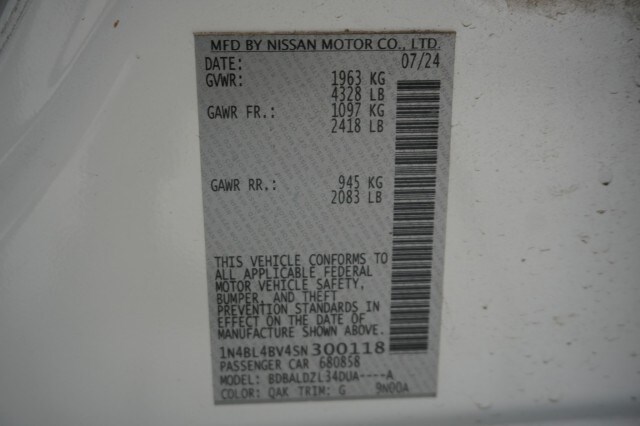 MFD BY NISSAN MOTOR CO., LTD.
DATE: 07/24
GVWR: 1963 KG
4328 LB
GAWR FR.: 1097 KG
2418 LB
GAWR RR.: 945 KG
2083 LB
THIS VEHICLE CONFORMS TO
ALL APPLICABLE FEDERAL
MOTOR VEHICLE SAFETY,
BUMPER, AND THEFT
PREVENTION STANDARDS IN
EFFECT ON THE DATE OF
MANUFACTURE SHOWN ABOVE.
1N4BL4BV4SN300118
PASSENGER CAR 680858
MODEL: BDBALDZL34DUA----A
COLOR: QAK TRIM: G 9N00A